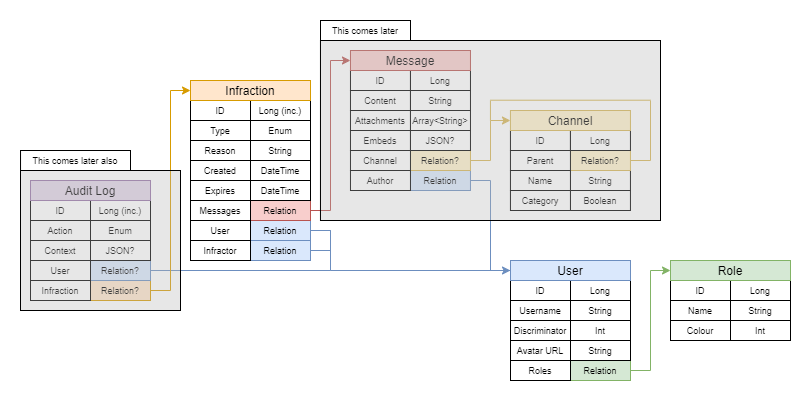 This comes later
Message
ID Long
Content String
Attachments Array<String>
Embeds JSON?
Channel Relation?
Author Relation
Channel
ID Long
Parent Relation?
Name String
Category Boolean
Infraction
ID Long (inc.)
Type Enum
Reason String
Created DateTime
Expires DateTime
Messages Relation
User Relation
Infractor Relation
This comes later also
Audit Log
ID Long (inc.)
Action Enum
Context JSON?
User Relation?
Infraction Relation?
User
ID Long
Username String
Discriminator Int
Avatar URL String
Roles Relation
Role
ID Long
Name String
Colour Int